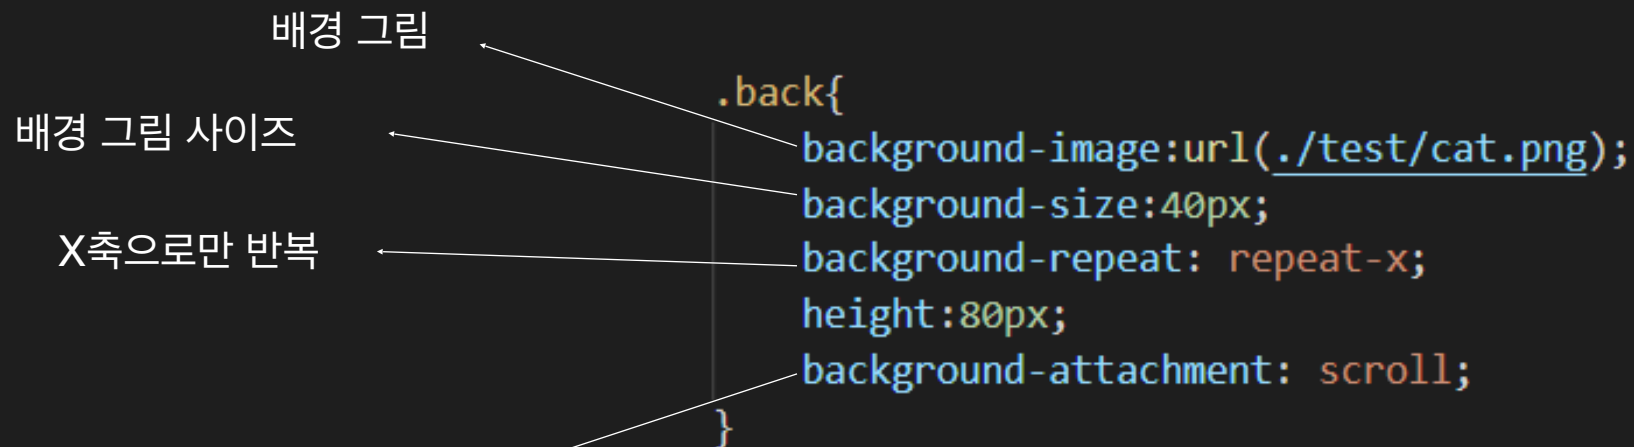 배경 그림
.back{
배경 그림 사이즈
background-image:url(./test/cat.png);
background-size:40px;
X축으로만 반복
background-repeat: repeat-x;
height:80px;
background-attachment: scroll;
}